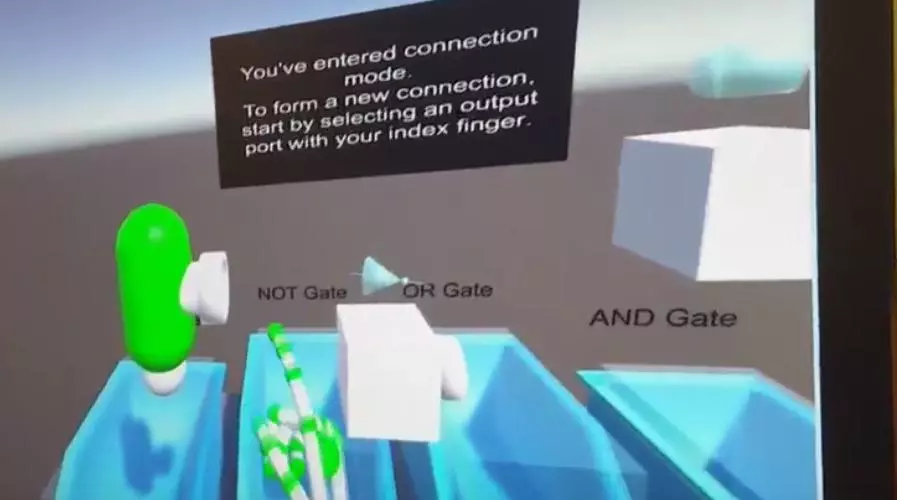 You've entered connection
mode.
To form a new connection,
start by selecting an output
port with your index finger.
NOT Gate
OR Gate
AND Gate